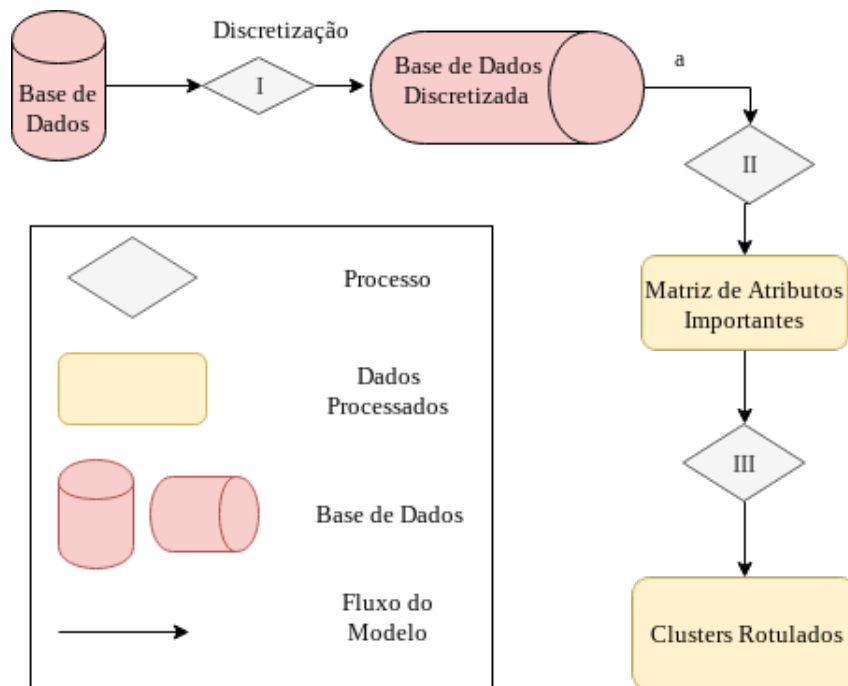 Discretização
Base de
Dados
I
Base de Dados
Discretizada
a
II
Matriz de Atributos
Importantes
III
Clusters Rotulados
Processo
Dados
Processados
Base de Dados
Fluxo do
Modelo